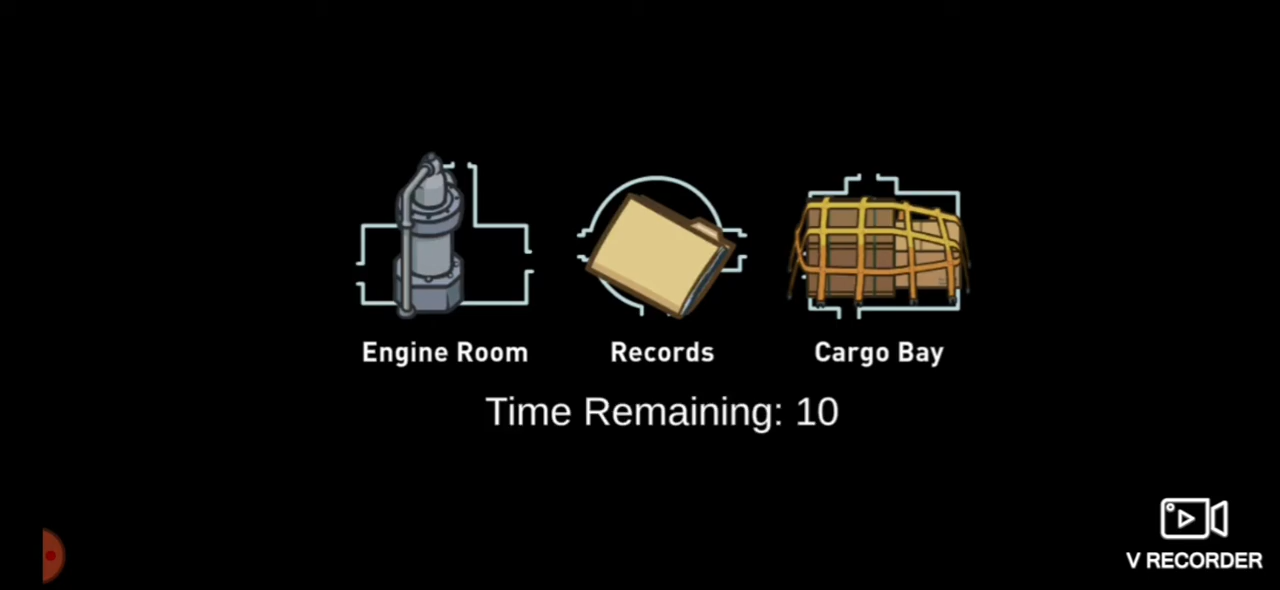 Engine Room
Records
Cargo Bay
Time Remaining: 10
V RECORDER